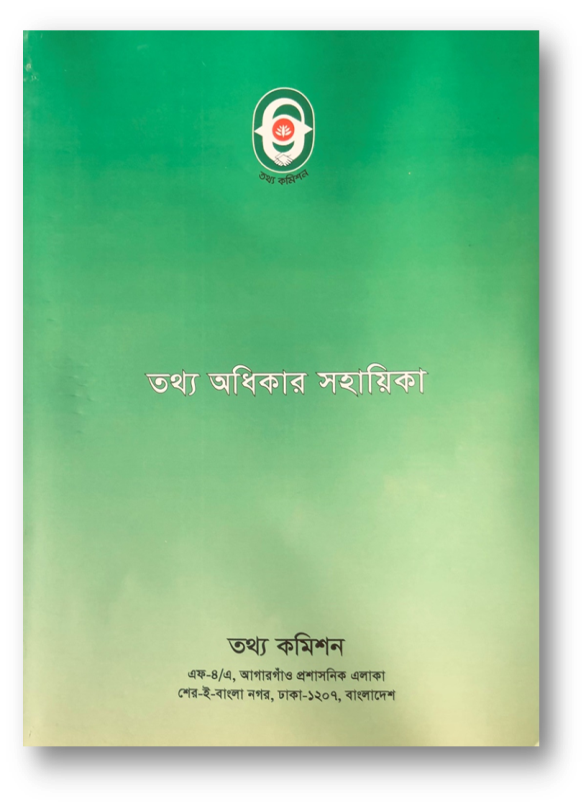 তথ্য কমিশন
তথ্য অধিকার সহায়িকা
তথ্য কমিশন
এফ-৪/এ, আগারগাঁও প্রশাসনিক এলাকা
শের-ই-বাংলা নগর, ঢাকা-১২০৭, বাংলাদেশ